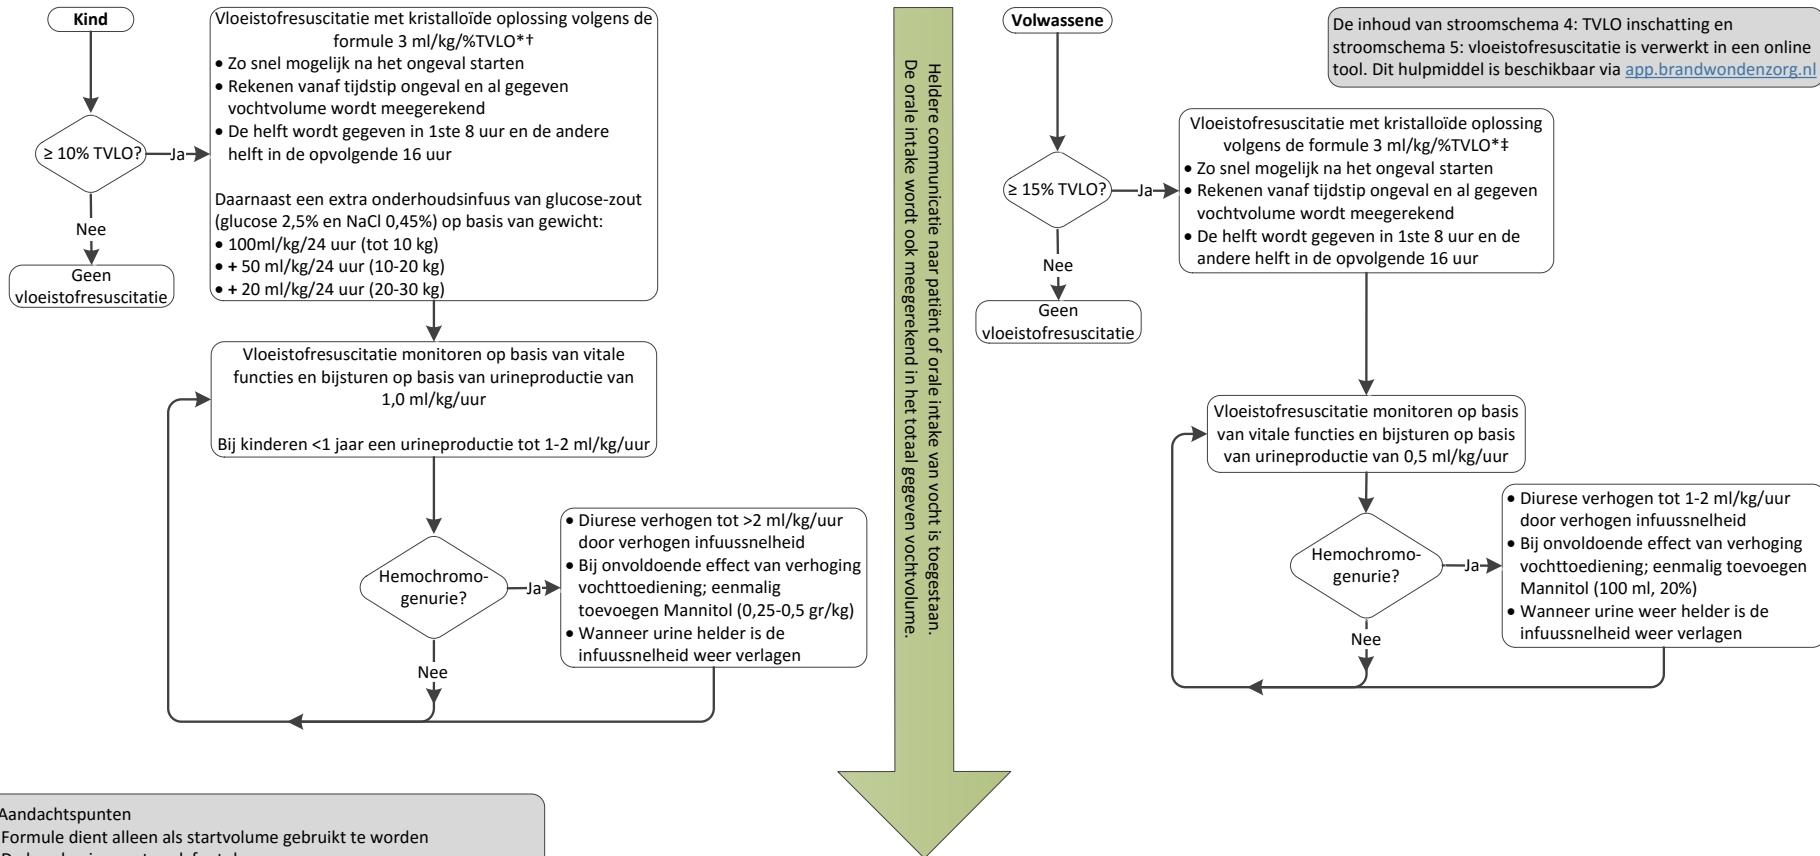 Kind
Vloeistofresuscitatie met kristalloïde oplossing volgens de
formule 3 ml/kg/%TVLO*†
• Zo snel mogelijk na het ongeval starten
• Rekenen vanaf tijdstip ongeval en al gegeven
vochtvolume wordt meegerekend
• De helft wordt gegeven in 1ste 8 uur en de andere
helft in de opvolgende 16 uur
Daarnaast een extra onderhoudsinfuus van glucose-zout
(glucose 2,5% en NaCl 0,45%) op basis van gewicht:
• 100ml/kg/24 uur (tot 10 kg)
• + 50 ml/kg/24 uur (10-20 kg)
• + 20 ml/kg/24 uur (20-30 kg)
≥ 10% TVLO?
Ja
Nee
Geen
vloeistofresuscitatie
Vloeistofresuscitatie monitoren op basis van vitale
functies en bijsturen op basis van urineproductie van
1,0 ml/kg/uur
Bij kinderen <1 jaar een urineproductie tot 1-2 ml/kg/uur
Hemochromo-
genurie?
Ja
Nee
• Diurese verhogen tot >2 ml/kg/uur
door verhogen infuussnelheid
• Bij onvoldoende effect van verhoging
vochttoediening; eenmalig
toevoegen Mannitol (0,25-0,5 gr/kg)
• Wanneer urine helder is de
infuussnelheid weer verlagen
Heldere communicatie naar patiënt of orale intake van vocht is toegestaan.
De orale intake wordt ook meegerekend in het totaal gegeven vochtvolume.
Volwassene
De inhoud van stroomschema 4: TVLO inschatting en
stroomschema 5: vloeistofresuscitatie is verwerkt in een online
tool. Dit hulpmiddel is beschikbaar via app.brandwondenzorg.nl
≥ 15% TVLO?
Ja
Nee
Geen
vloeistofresuscitatie
Vloeistofresuscitatie met kristalloïde oplossing
volgens de formule 3 ml/kg/%TVLO*‡
• Zo snel mogelijk na het ongeval starten
• Rekenen vanaf tijdstip ongeval en al gegeven
vochtvolume wordt meegerekend
• De helft wordt gegeven in 1ste 8 uur en de
andere helft in de opvolgende 16 uur
Vloeistofresuscitatie monitoren op basis
van vitale functies en bijsturen op basis
van urineproductie van 0,5 ml/kg/uur
Hemochromo-
genurie?
Ja
Nee
• Diurese verhogen tot 1-2 ml/kg/uur
door verhogen infuussnelheid
• Bij onvoldoende effect van verhoging
vochttoediening; eenmalig toevoegen
Mannitol (100 ml, 20%)
• Wanneer urine weer helder is de
infuussnelheid weer verlagen
Aandachtspunten
Formule dient alleen als startvolume gebruikt te worden